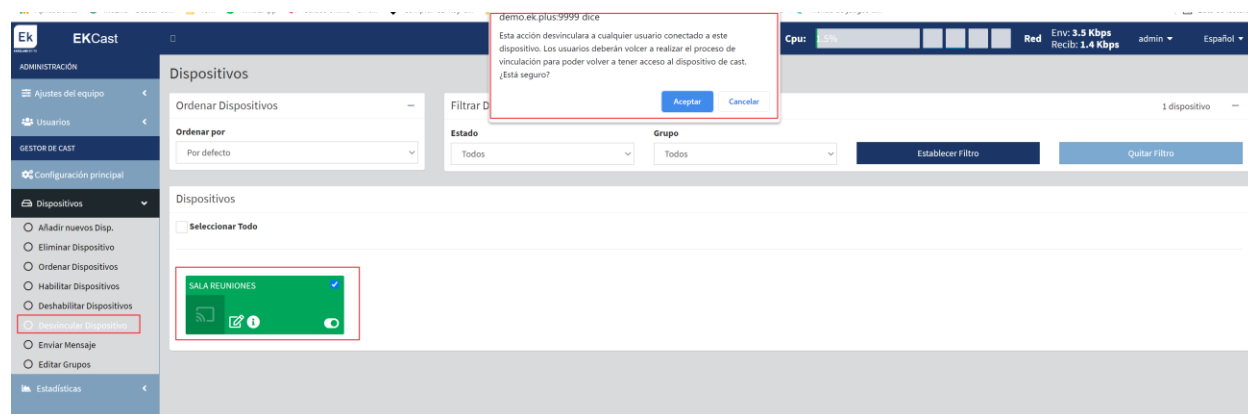 demo.ek.plus:9999 dice
Esta acción desvinculara a cualquier usuario conectado a este
dispositivo. Los usuarios deberán volcer a realizar el proceso de
vinculación para poder volver a tener acceso al dispositivo de cast.
¿Está seguro?
Aceptar Cancelar
Ek EKCast
Cpu: Red Env: 3.5 Kbps
Recib: 1.4 Kbps
admin Español
ADMINISTRACIÓN
Ajustes del equipo
Usuarios
GESTOR DE CAST
Configuración principal
Dispositivos
Añadir nuevos Disp.
Eliminar Dispositivo
Ordenar Dispositivos
Habilitar Dispositivos
Deshabilitar Dispositivos
Desvincular Dispositivo
Enviar Mensaje
Editar Grupos
Estadísticas
Dispositivos
Ordenar Dispositivos
Ordenar por
Por defecto
Filtrar D
1 dispositivo
Estado Grupo
Todos Todos Establecer Filtro Quitar Filtro
Dispositivos
Seleccionar Todo
SALA REUNIONES